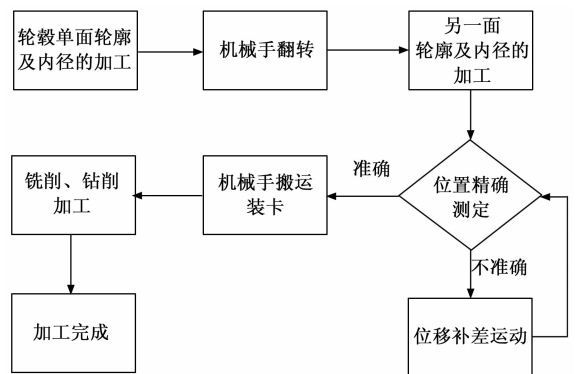 轮毂单面轮廓
及内径的加工
机械手翻转
另一面
轮廓及内径的
加工
铣削、钻削
加工
机械手搬运
装卡
准确
位置精确
测定
不准确
加工完成
位移补差运动